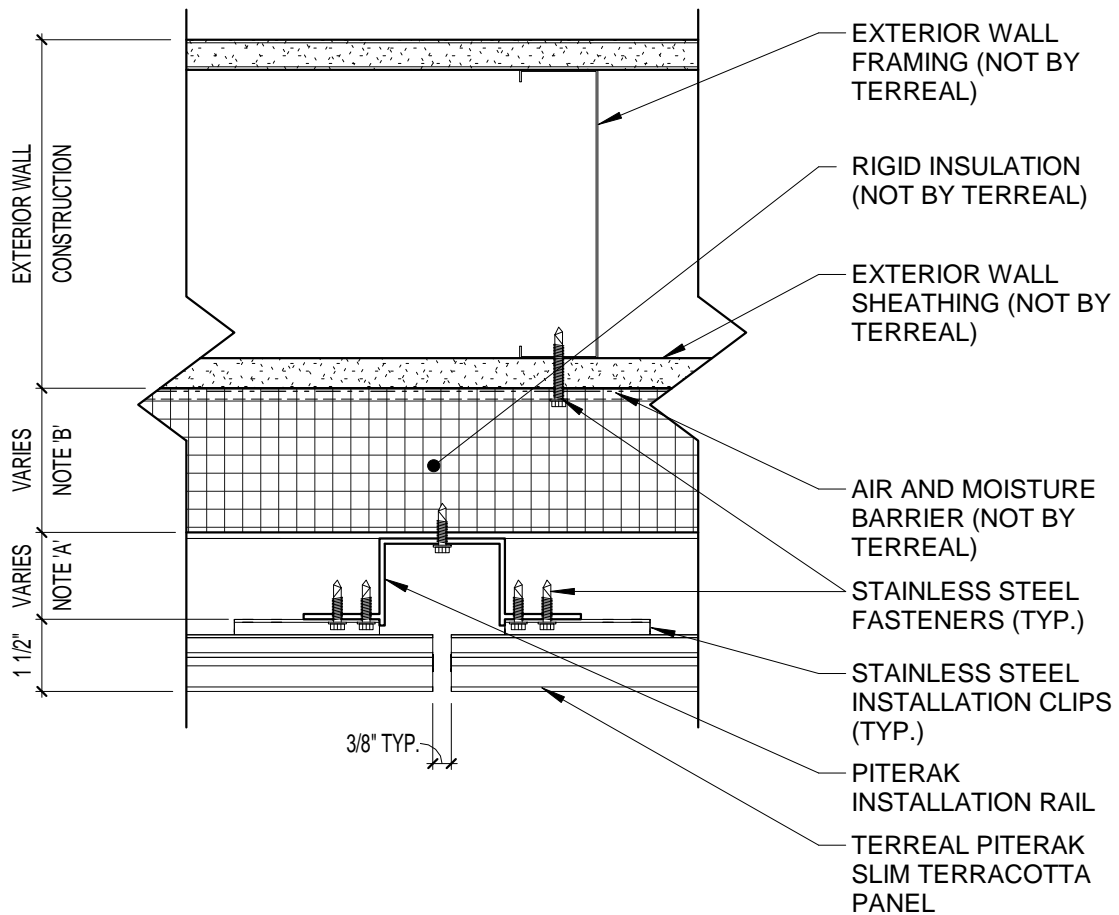 EXTERIOR WALL
FRAMING (NOT BY
TERREAL)
RIGID INSULATION
(NOT BY TERREAL)
EXTERIOR WALL
SHEATHING (NOT BY
TERREAL)
AIR AND MOISTURE
BARRIER (NOT BY
TERREAL)
STAINLESS STEEL
FASTENERS (TYP.)
STAINLESS STEEL
INSTALLATION CLIPS
(TYP.)
PITERAK
INSTALLATION RAIL
TERREAL PITERAK
SLIM TERRACOTTA
PANEL
EXTERIOR WALL
CONSTRUCTION
VARIES
NOTE 'B'
VARIES
NOTE 'A'
1 1/2"
3/8" TYP.